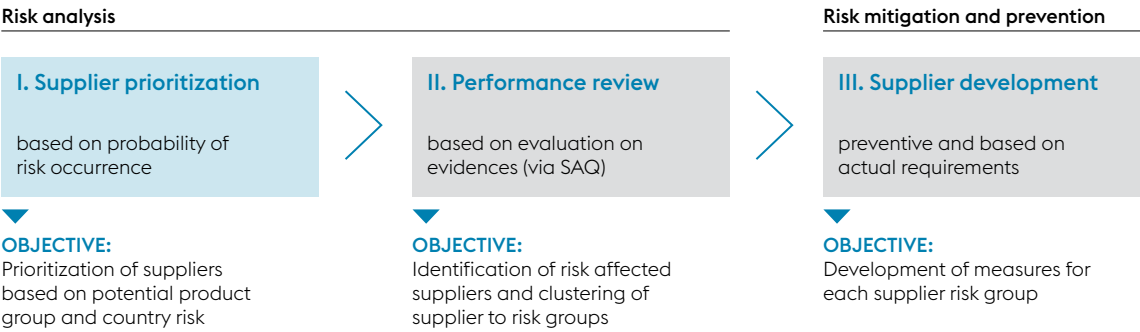 Risk analysis
Risk mitigation and prevention
I. Supplier prioritization
based on probability of
risk occurrence
II. Performance review
based on evaluation on
evidences (via SAQ)
III. Supplier development
preventive and based on
actual requirements
OBJECTIVE:
Prioritization of suppliers
based on potential product
group and country risk
OBJECTIVE:
Identification of risk affected
suppliers and clustering of
supplier to risk groups
OBJECTIVE:
Development of measures for
each supplier risk group